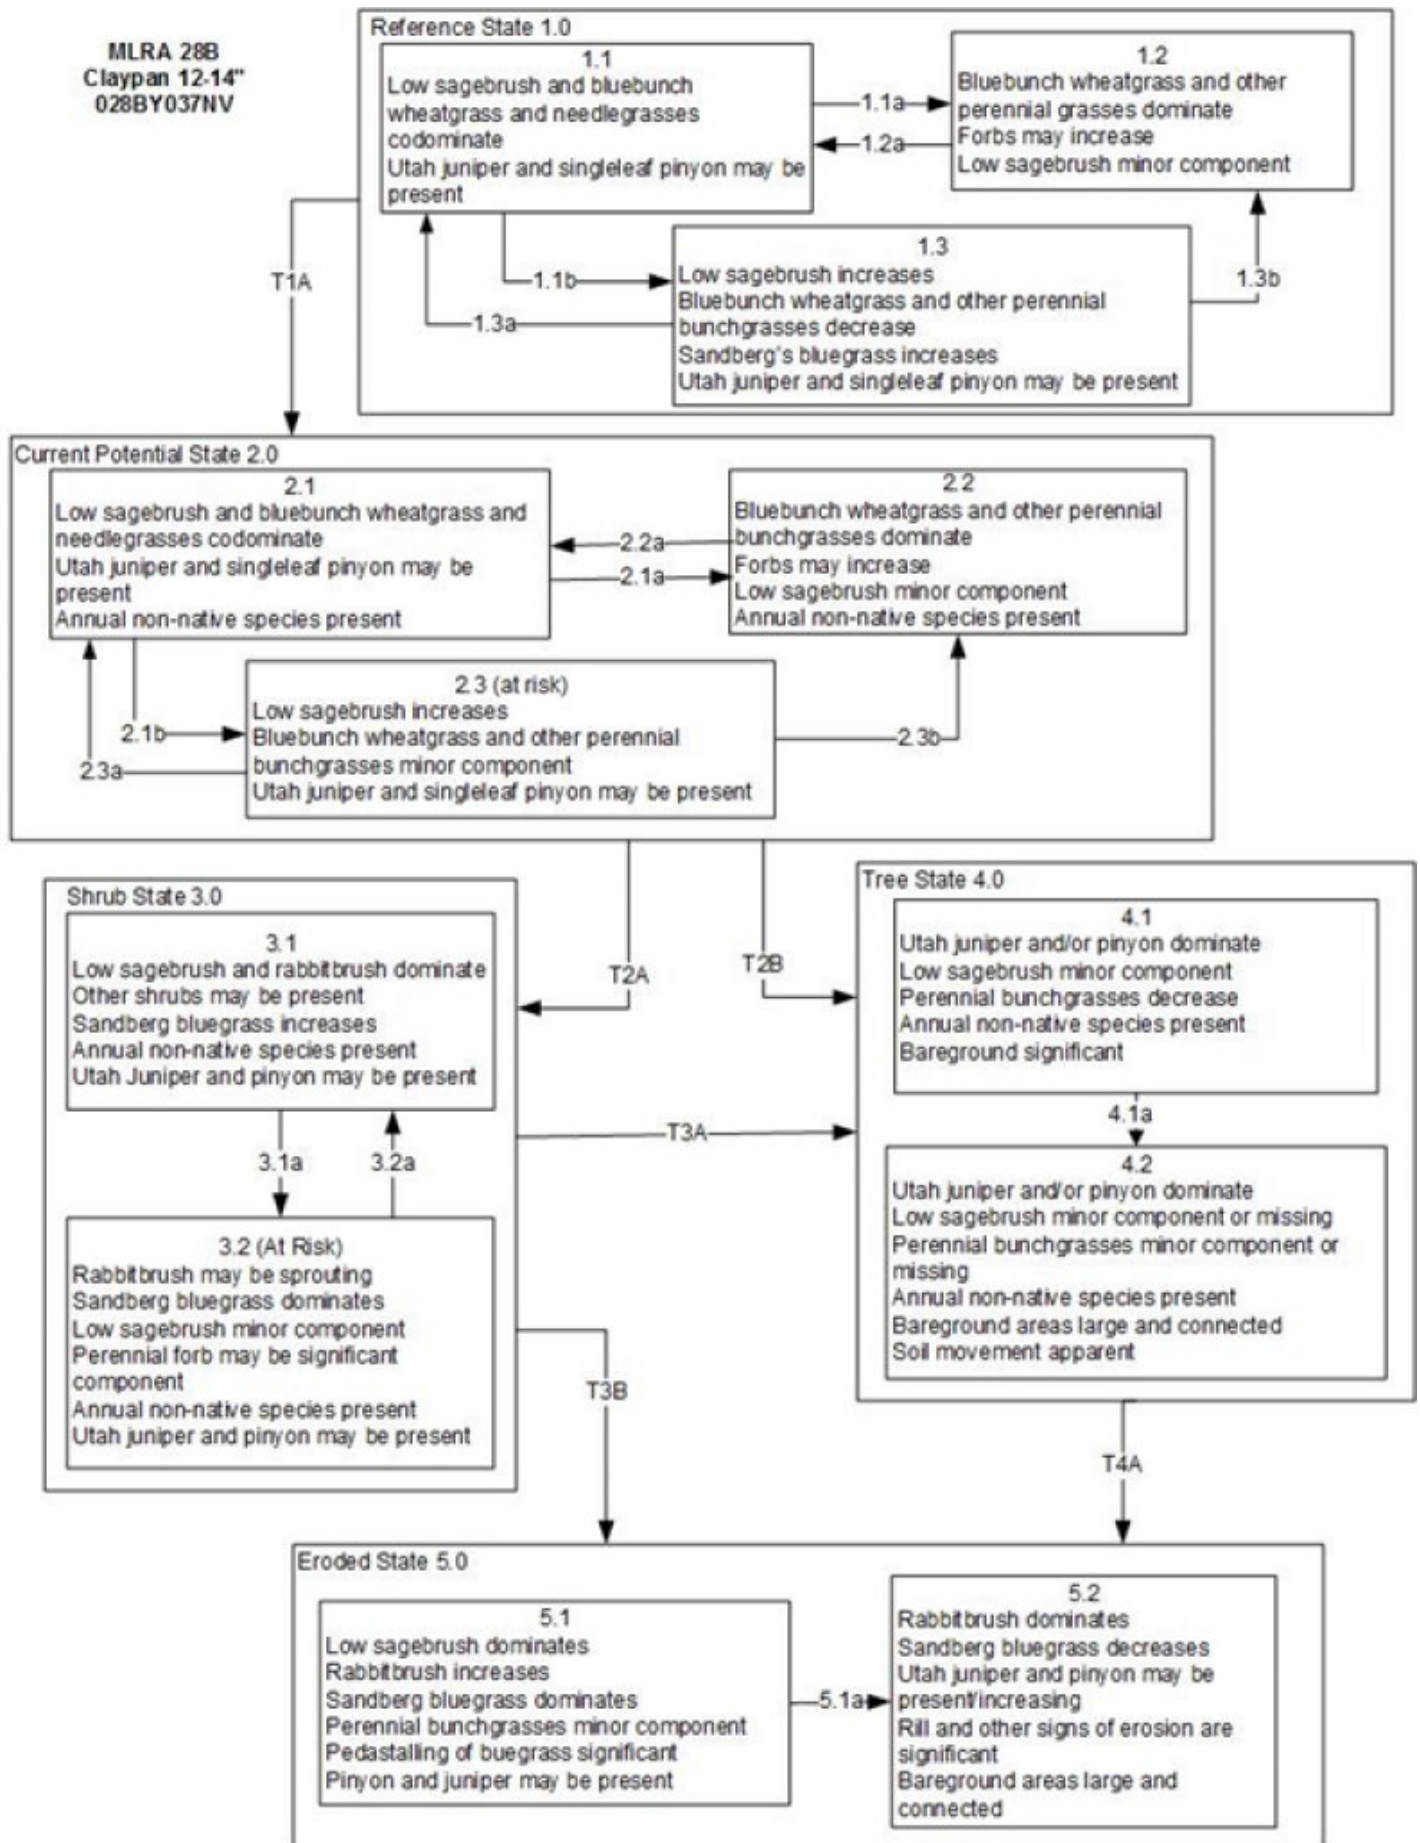 MLRA 28B
Claypan 12-14"
028BY037NV
Reference State 1.0
1.1
Low sagebrush and bluebunch
wheatgrass and needlegrasses
codominate
Utah juniper and singleleaf pinyon may be
present
1.1a
1.2a
1.2
Bluebunch wheatgrass and other
perennial grasses dominate
Forbs may increase
Low sagebrush minor component
T1A
1.1b
1.3a
1.3
Low sagebrush increases
Bluebunch wheatgrass and other perennial
bunchgrasses decrease
Sandberg's bluegrass increases
Utah juniper and singleleaf pinyon may be present
1.3b
Current Potential State 2.0
2.1
Low sagebrush and bluebunch wheatgrass and
needlegrasses codominate
Utah juniper and singleleaf pinyon may be
present
Annual non-native species present
2.2a
2.1a
2.2
Bluebunch wheatgrass and other perennial
bunchgrasses dominate
Forbs may increase
Low sagebrush minor component
Annual non-native species present
2.1b
2.3a
2.3 (at risk)
Low sagebrush increases
Bluebunch wheatgrass and other perennial
bunchgrasses minor component
Utah juniper and singleleaf pinyon may be present
2.3b
T2A
T2B
Shrub State 3.0
3.1
Low sagebrush and rabbitbrush dominate
Other shrubs may be present
Sandberg bluegrass increases
Annual non-native species present
Utah Juniper and pinyon may be present
3.1a
3.2a
3.2 (At Risk)
Rabbitbrush may be sprouting
Sandberg bluegrass dominates
Low sagebrush minor component
Perennial forb may be significant
component
Annual non-native species present
Utah juniper and pinyon may be present
T3A
T3B
Tree State 4.0
4.1
Utah juniper and/or pinyon dominate
Low sagebrush minor component
Perennial bunchgrasses decrease
Annual non-native species present
Bareground significant
4.1a
4.2
Utah juniper and/or pinyon dominate
Low sagebrush minor component or missing
Perennial bunchgrasses minor component or
missing
Annual non-native species present
Bareground areas large and connected
Soil movement apparent
T4A
Eroded State 5.0
5.1
Low sagebrush dominates
Rabbitbrush increases
Sandberg bluegrass dominates
Perennial bunchgrasses minor component
Pedastalling of buegrass significant
Pinyon and juniper may be present
5.1a
5.2
Rabbitbrush dominates
Sandberg bluegrass decreases
Utah juniper and pinyon may be
present/increasing
Rill and other signs of erosion are
significant
Bareground areas large and
connected